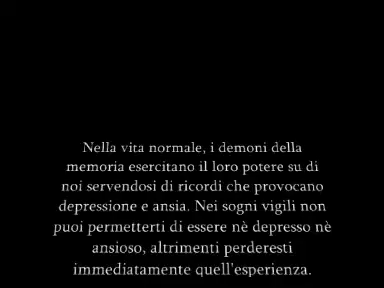 Nella vita normale, i demoni della
memoria esercitano il loro potere su di
noi servendosi di ricordi che provocano
depressione e ansia. Nei sogni vigili non
puoi permetterti di essere nè depresso nè
ansioso, altrimenti perderesti
immediatamente quell'esperienza.